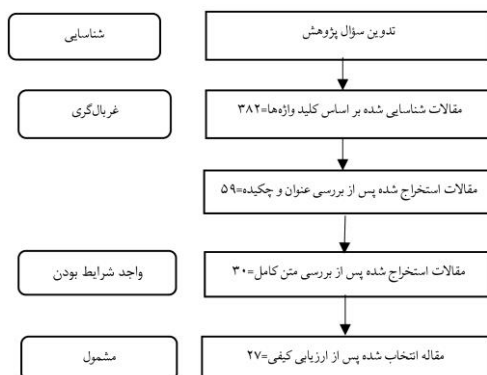 تدوین سؤال پژوهش
شناسایی
مقالات شناسایی شده بر اساس کلید واژه‌ها=۳۸۲
غربال‌گری
مقالات استخراج شده پس از بررسی عنوان و چکیده=۵۹
مقالات استخراج شده پس از بررسی متن کامل=۳۰
واجد شرایط بودن
مقاله انتخاب شده پس از ارزیابی کیفی=۲۷
مشمول